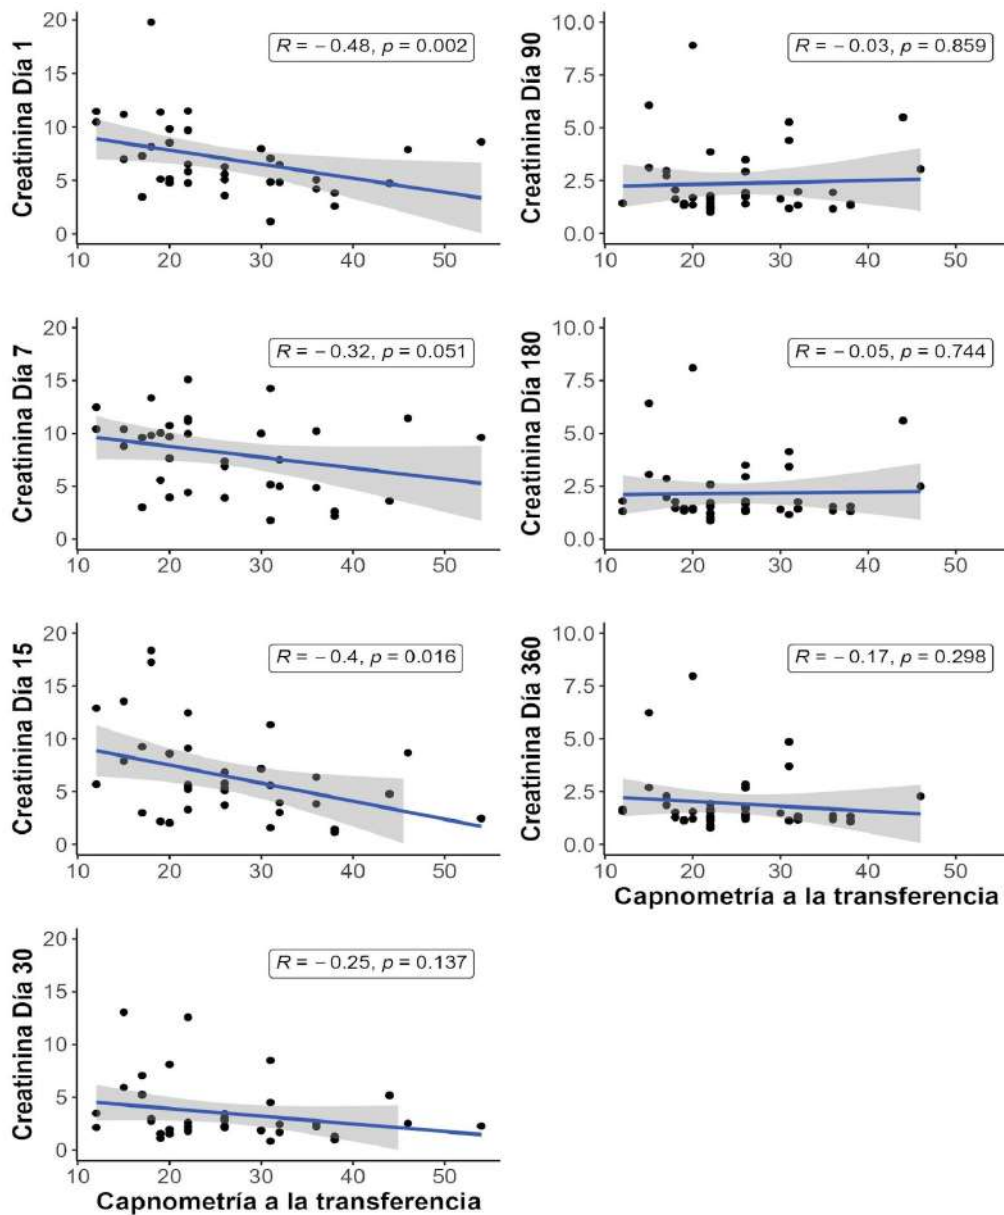 Creatinina Día 1
20
15
10
5
0
R = − 0.48, p = 0.002
10 20 30 40 50
Creatinina Día 90
10.0
7.5
5.0
2.5
0.0
R = − 0.03, p = 0.859
10 20 30 40 50
Creatinina Día 7
20
15
10
5
0
R = − 0.32, p = 0.051
10 20 30 40 50
Creatinina Día 180
10.0
7.5
5.0
2.5
0.0
R = − 0.05, p = 0.744
10 20 30 40 50
Creatinina Día 15
20
15
10
5
0
R = − 0.4, p = 0.016
10 20 30 40 50
Creatinina Día 360
10.0
7.5
5.0
2.5
0.0
R = − 0.17, p = 0.298
10 20 30 40 50
Capnometría a la transferencia
Creatinina Día 30
20
15
10
5
0
R = − 0.25, p = 0.137
10 20 30 40 50
Capnometría a la transferencia